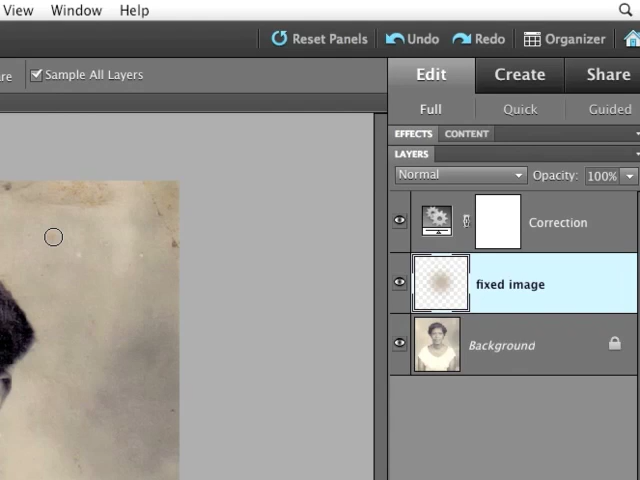 View Window Help
Reset Panels Undo Redo Organizer
re Sample All Layers
Edit Create Share
Full Quick Guided
EFFECTS CONTENT
LAYERS
Normal Opacity: 100%
Correction
fixed image
Background